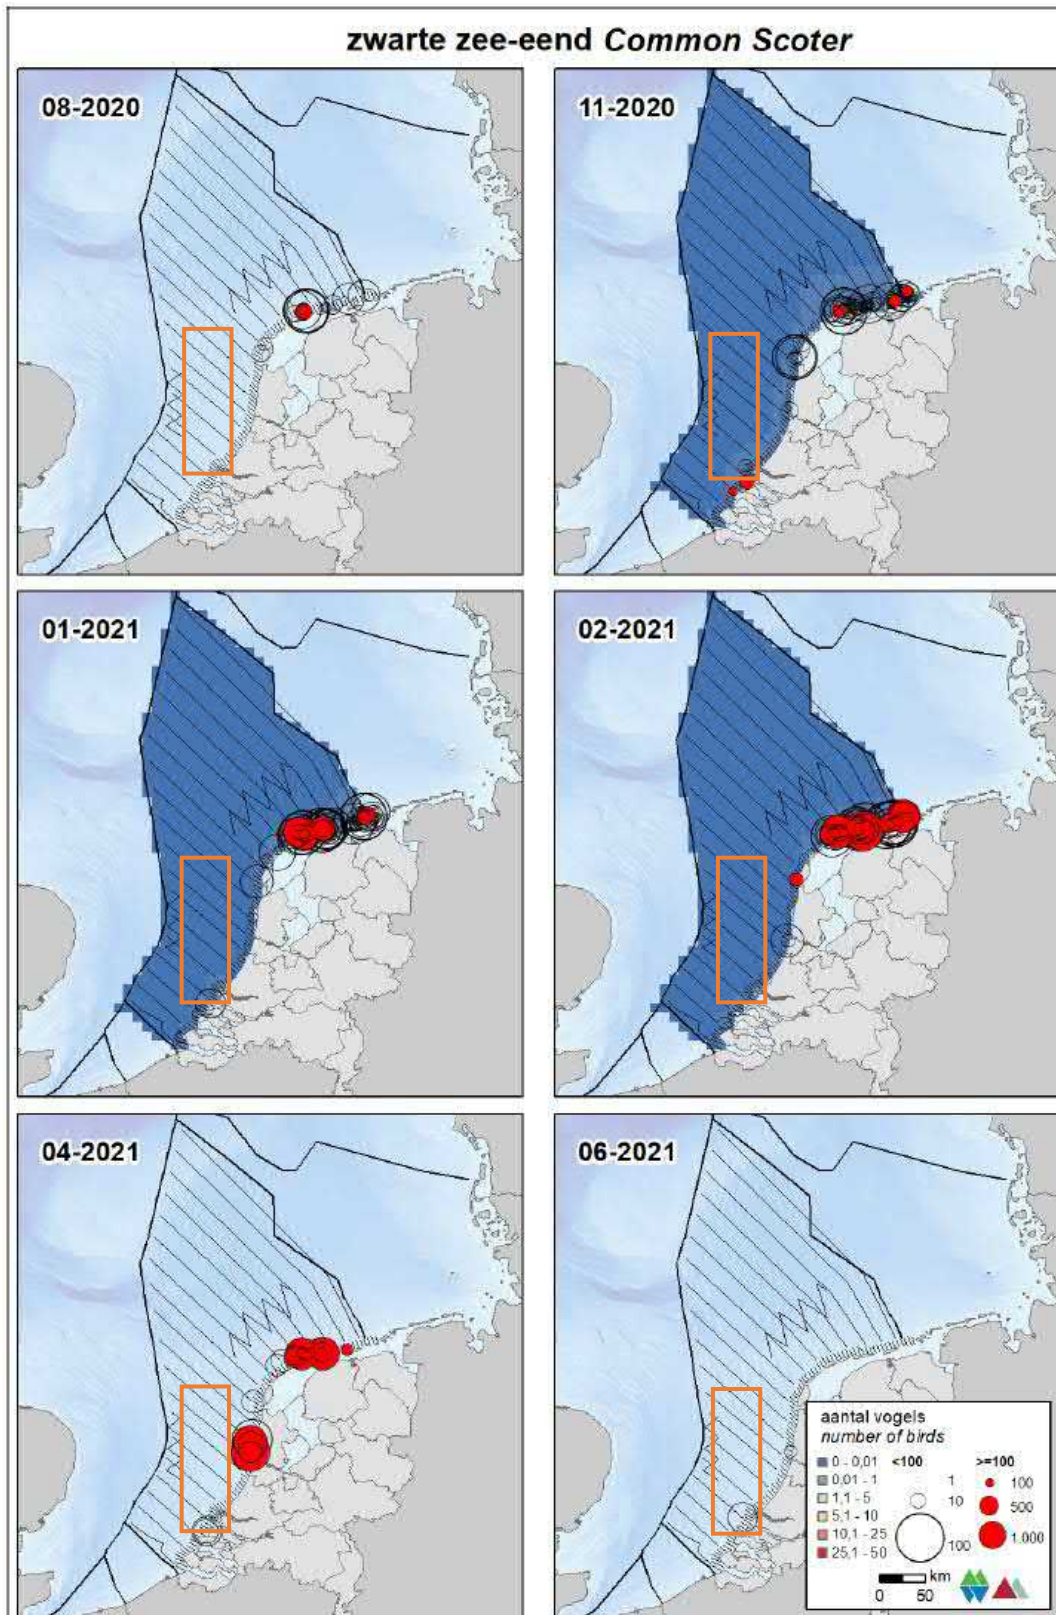 zwarte zee-eend Common Scoter
08-2020
11-2020
01-2021
02-2021
04-2021
06-2021
aantal vogels
number of birds
0 - 0,01 <100 >=100
0,01 - 1 1 100
1,1 - 5 10 500
5,1 - 10
10,1 - 25 100 1.000
25,1 - 50
km
0 50